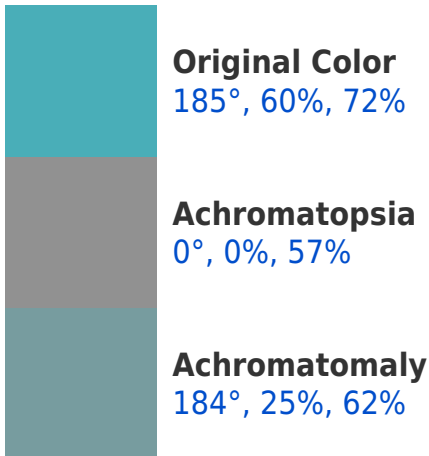 Original Color
185°, 60%, 72%
Achromatopsia
0°, 0%, 57%
Achromatomaly
184°, 25%, 62%